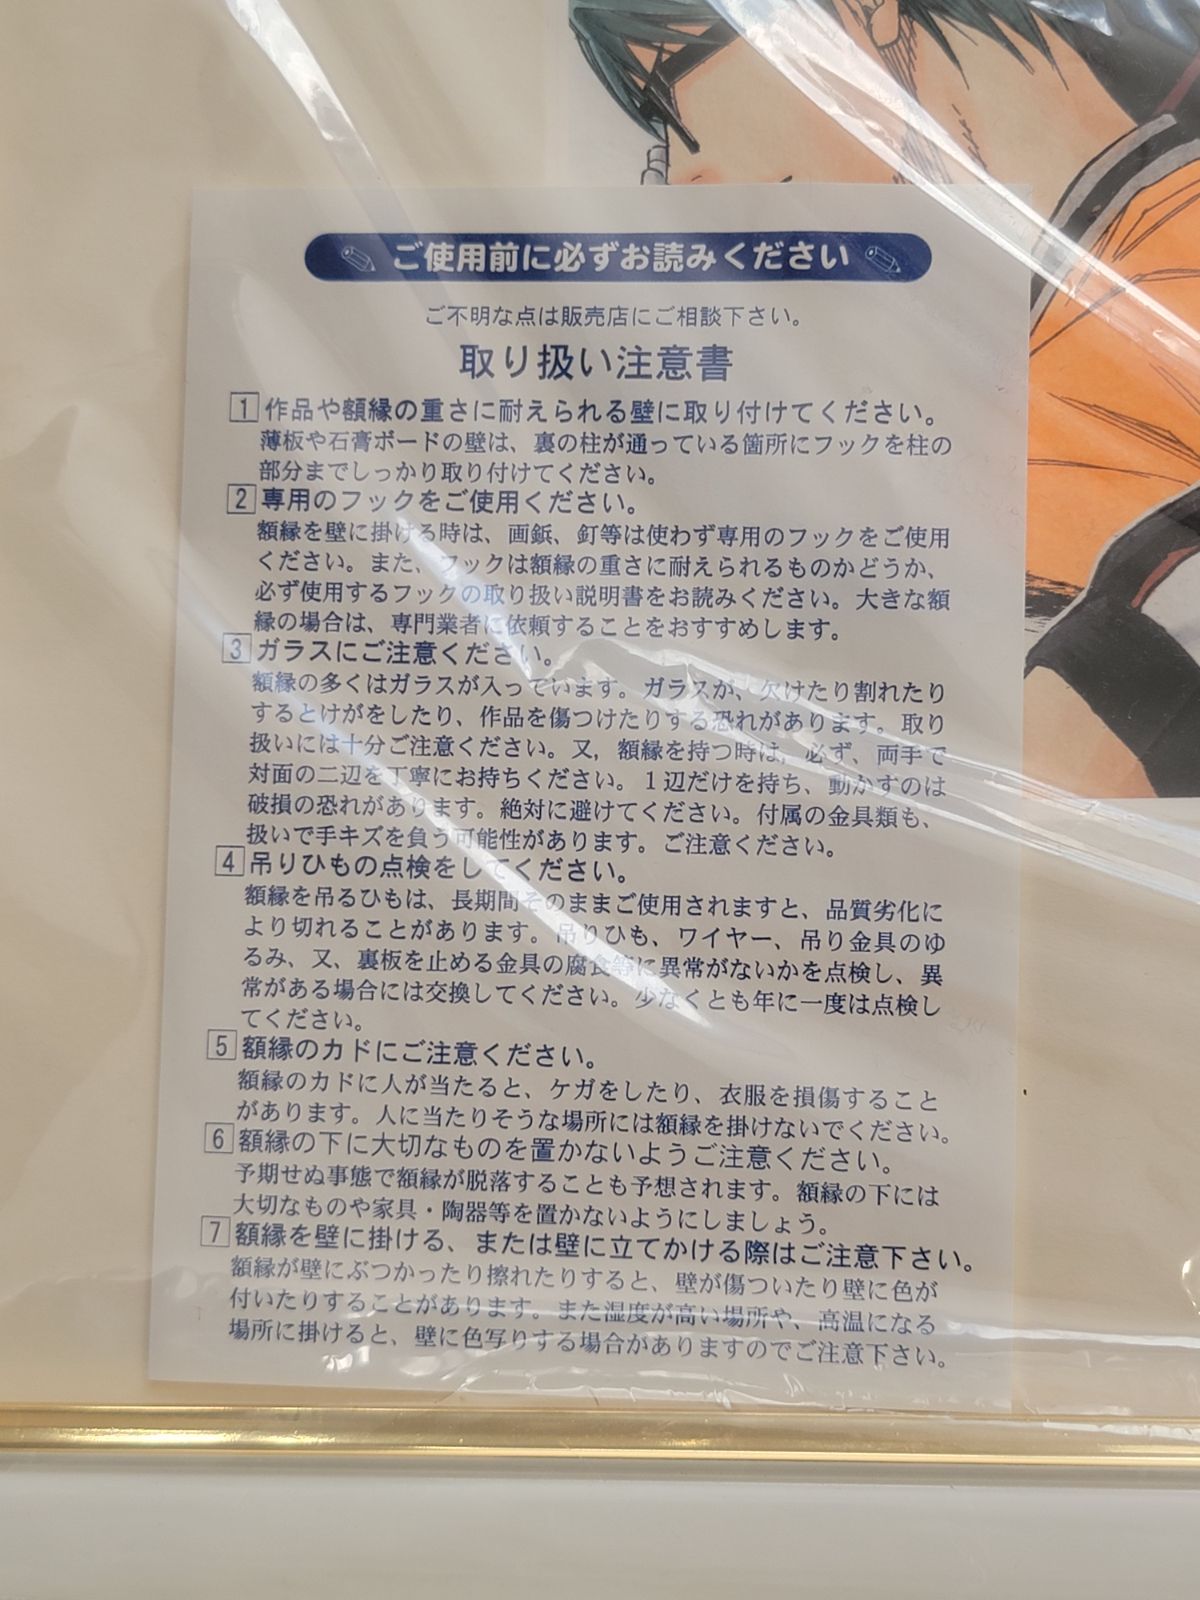 ご使用前に必ずお読みください
ご不明な点は販売店にご相談下さい。
取り扱い注意書
1 作品や額縁の重さに耐えられる壁に取り付けてください。
薄板や石膏ボードの壁は、裏の柱が通っている箇所にフックを柱の
部分までしっかり取り付けてください。
2 専用のフックをご使用ください。
額縁を壁に掛ける時は、画鋲、釘等は使わず専用のフックをご使用
ください。また、フックは額縁の重さに耐えられるものかどうか、
必ず使用するフックの取り扱い説明書をお読みください。大きな額
縁の場合は、専門業者に依頼することをおすすめします。
3 ガラスにご注意ください。
額縁の多くはガラスが入っています。ガラスが、欠けたり割れたり
するとけがをしたり、作品を傷つけたりする恐れがあります。取り
扱いには十分ご注意ください。又，額縁を持つ時は，必ず、両手で
対面の二辺を丁寧にお持ちください。１辺だけを持ち、動かすのは
破損の恐れがあります。絶対に避けてください。付属の金具類も、
扱いで手キズを負う可能性があります。ご注意ください。
4 吊りひもの点検をしてください。
額縁を吊るひもは、長期間そのままご使用されますと、品質劣化に
より切れることがあります。吊りひも、ワイヤー、吊り金具のゆ
るみ、又、裏板を止める金具の腐食等に異常がないかを点検し、異
常がある場合には交換してください。少なくとも年に一度は点検し
てください。
5 額縁のカドにご注意ください。
額縁のカドに人が当たると、ケガをしたり、衣服を損傷すること
があります。人に当たりそうな場所には額縁を掛けないでください。
6 額縁の下に大切なものを置かないようご注意ください。
予期せぬ事態で額縁が脱落することも予想されます。額縁の下には
大切なものや家具・陶器等を置かないようにしましょう。
7 額縁を壁に掛ける、または壁に立てかける際はご注意下さい。
額縁が壁にぶつかったり擦れたりすると、壁が傷ついたり壁に色が
付いたりすることがあります。また湿度が高い場所や、高温になる
場所に掛けると、壁に色写りする場合がありますのでご注意下さい。